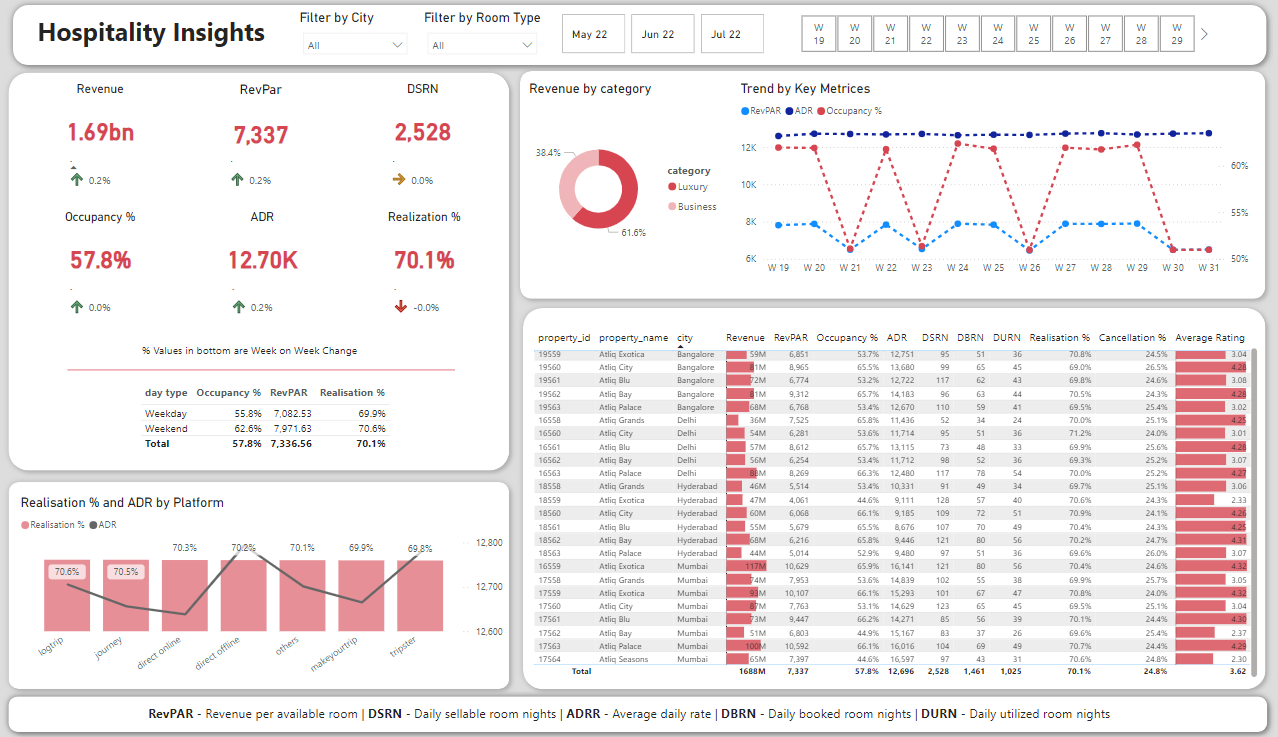 Hospitality Insights
Filter by City
All
Filter by Room Type
All
May 22
Jun 22
Jul 22
W 19
W 20
W 21
W 22
W 23
W 24
W 25
W 26
W 27
W 28
W 29
Revenue RevPar DSRN
1.69bn 7,337 2,528
0.2% 0.2% 0.0%
Occupancy % ADR Realization %
57.8% 12.70K 70.1%
0.0% 0.2% -0.0%
% Values in bottom are Week on Week Change
day type Occupancy % RevPAR Realisation %
Weekday 55.8% 7,082.53 69.9%
Weekend 62.6% 7,971.63 70.6%
Total 57.8% 7,336.56 70.1%
Realisation % and ADR by Platform
Realisation % ADR
70.6% 70.5% 70.3% 70.2% 70.1% 69.9% 69.8%
12,800
12,700
12,600
logtrip journey direct online direct offline others makeyourtrip tripster
Revenue by category
38.4%
61.6%
category
Luxury
Business
Trend by Key Metrices
RevPAR ADR Occupancy %
12K
10K
8K
6K
60%
55%
50%
W 19 W 20 W 21 W 22 W 23 W 24 W 25 W 26 W 27 W 28 W 29 W 30 W 31
property_id property_name city Revenue RevPAR Occupancy % ADR DSRN DBRN DURN Realisation % Cancellation % Average Rating
19559 Atliq Exotica Bangalore 59M 6,851 53.7% 12,751 95 51 36 70.8% 24.5% 3.04
19560 Atliq City Bangalore 81M 8,965 65.5% 13,680 99 65 45 69.0% 26.5% 4.28
19561 Atliq Blu Bangalore 72M 6,774 53.2% 12,722 117 62 43 69.8% 24.6% 3.08
19562 Atliq Bay Bangalore 81M 9,312 65.7% 14,183 96 63 44 70.5% 24.3% 4.28
19563 Atliq Palace Bangalore 68M 6,768 53.4% 12,670 110 59 41 69.5% 25.4% 3.02
16558 Atliq Grands Delhi 36M 7,525 65.8% 11,436 52 34 24 70.0% 25.1% 4.25
16560 Atliq City Delhi 54M 6,281 53.6% 11,714 95 51 36 71.2% 24.0% 3.01
16561 Atliq Blu Delhi 57M 8,612 65.7% 13,115 73 48 33 69.9% 25.6% 4.28
16562 Atliq Bay Delhi 56M 6,254 53.4% 11,712 98 52 36 69.3% 25.2% 3.07
16563 Atliq Palace Delhi 88M 8,269 66.3% 12,480 117 78 54 70.0% 25.2% 4.27
18558 Atliq Grands Hyderabad 46M 5,514 53.4% 10,331 91 49 34 69.7% 25.1% 3.06
18559 Atliq Exotica Hyderabad 47M 4,061 44.6% 9,111 128 57 40 70.6% 24.3% 2.33
18560 Atliq City Hyderabad 60M 6,068 66.1% 9,185 109 72 51 70.9% 24.1% 4.26
18561 Atliq Blu Hyderabad 55M 5,679 65.5% 8,676 107 70 49 70.4% 24.3% 4.25
18562 Atliq Bay Hyderabad 68M 6,216 65.8% 9,446 121 80 56 70.2% 24.7% 4.31
18563 Atliq Palace Hyderabad 44M 5,014 52.9% 9,480 97 51 36 69.6% 26.0% 3.07
16559 Atliq Exotica Mumbai 117M 10,629 65.9% 16,141 121 80 56 70.4% 24.6% 4.32
17558 Atliq Grands Mumbai 74M 7,953 53.6% 14,839 102 55 38 69.9% 25.7% 3.05
17559 Atliq Exotica Mumbai 93M 10,107 66.1% 15,293 101 67 47 70.8% 24.0% 4.32
17560 Atliq City Mumbai 87M 7,763 53.1% 14,629 123 65 45 69.5% 25.1% 3.04
17561 Atliq Blu Mumbai 73M 9,447 66.2% 14,271 85 56 39 70.1% 24.4% 4.30
17562 Atliq Bay Mumbai 51M 6,803 44.9% 15,167 83 37 26 69.6% 25.4% 2.37
17563 Atliq Palace Mumbai 100M 10,592 66.1% 16,016 104 69 49 70.7% 24.4% 4.29
17564 Atliq Seasons Mumbai 65M 7,397 44.6% 16,597 97 43 31 70.6% 24.8% 2.30
Total 1688M 7,337 57.8% 12,696 2,528 1,461 1,025 70.1% 24.8% 3.62
RevPAR - Revenue per available room | DSRN - Daily sellable room nights | ADRR - Average daily rate | DBRN - Daily booked room nights | DURN - Daily utilized room nights